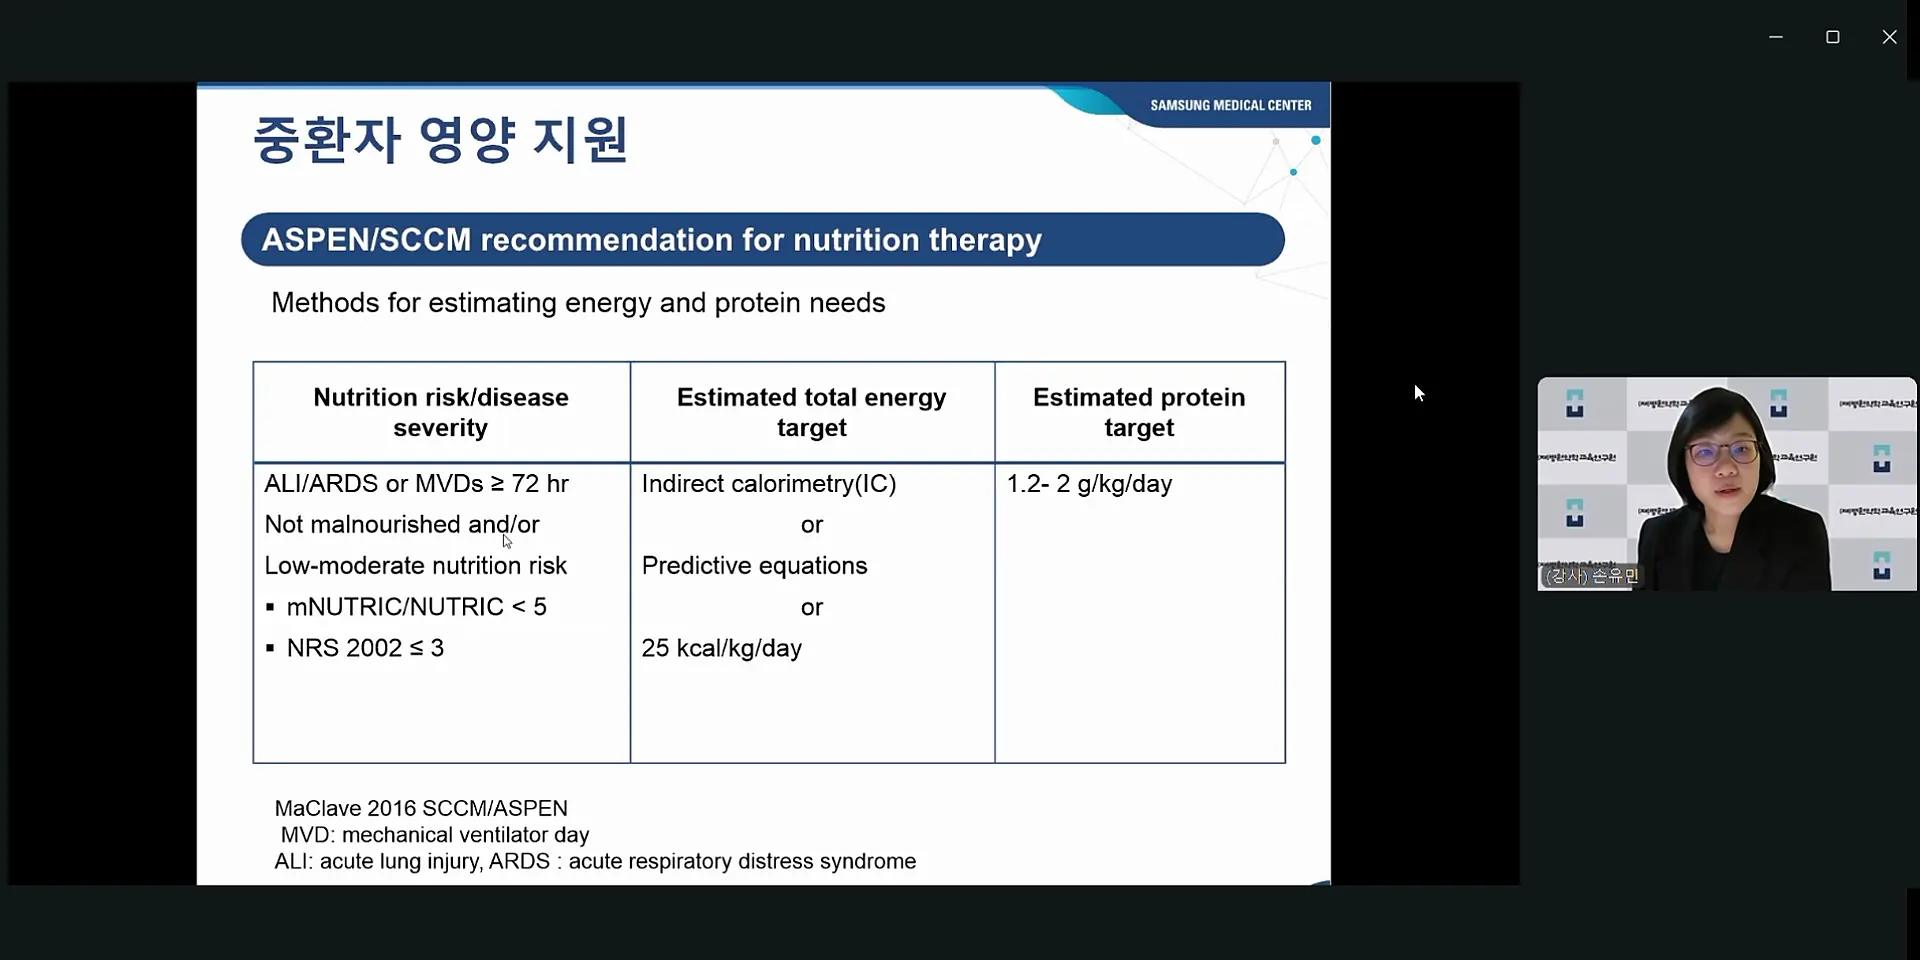 SAMSUNG MEDICAL CENTER
중환자 영양 지원
ASPEN/SCCM recommendation for nutrition therapy
Methods for estimating energy and protein needs
Nutrition risk/disease
severity
Estimated total energy
target
Estimated protein
target
ALI/ARDS or MVDs ≥ 72 hr
Not malnourished and/or
Low-moderate nutrition risk
▪ mNUTRIC/NUTRIC < 5
▪ NRS 2002 ≤ 3
Indirect calorimetry(IC)
or
Predictive equations
or
25 kcal/kg/day
1.2- 2 g/kg/day
MaClave 2016 SCCM/ASPEN
MVD: mechanical ventilator day
ALI: acute lung injury, ARDS : acute respiratory distress syndrome
(강사) 손유민